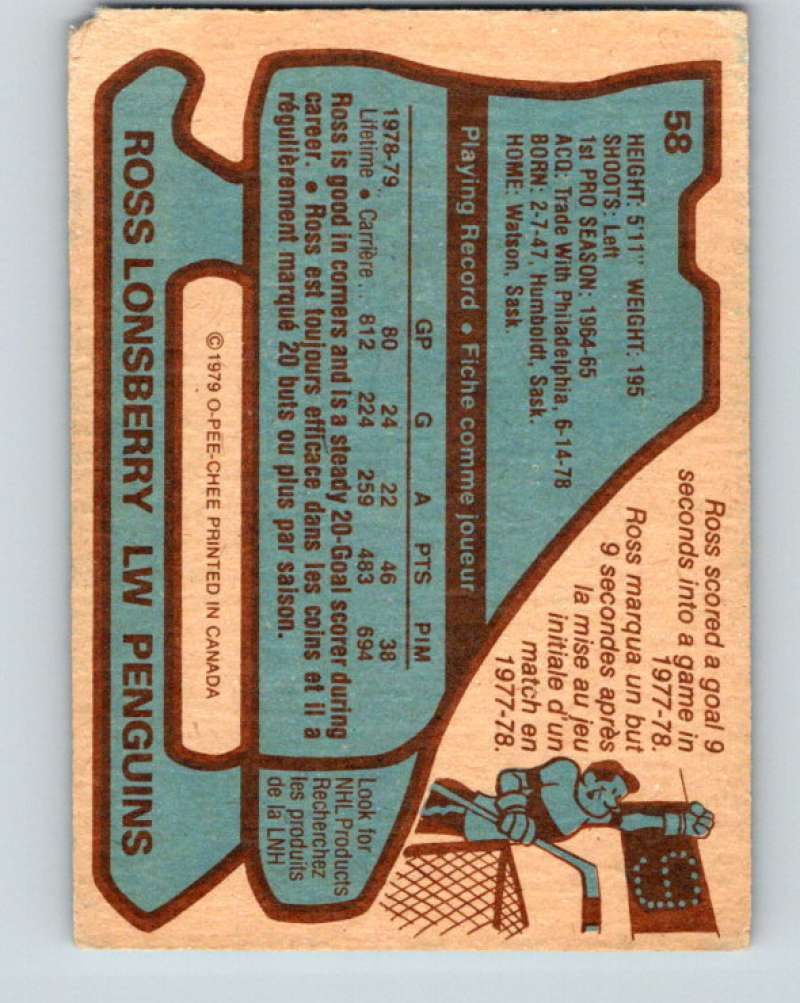 58
HEIGHT: 5'11" WEIGHT: 195
SHOOTS: Left
1st PRO SEASON: 1964-65
ACQ: Trade With Philadelphia, 6-14-78
BORN: 2-7-47, Humboldt, Sask.
HOME: Watson, Sask.
Ross scored a goal 9
seconds into a game in
1977-78.
Ross marqua un but
9 secondes après
la mise au jeu
initiale d'un
match en
1977-78.
:09
Playing Record • Fiche comme joueur
GP G A PTS PIM
1978-79 80 24 22 46 38
Lifetime • Carrière .. 812 224 259 483 694
Ross is good in corners and is a steady 20-Goal scorer during
career. • Ross est toujours efficace dans les coins et il a
régulièrement marqué 20 buts ou plus par saison.
Look for
NHL Products
Recherchez
les produits
de la LNH
©1979 O-PEE-CHEE PRINTED IN CANADA
ROSS LONSBERRY LW PENGUINS